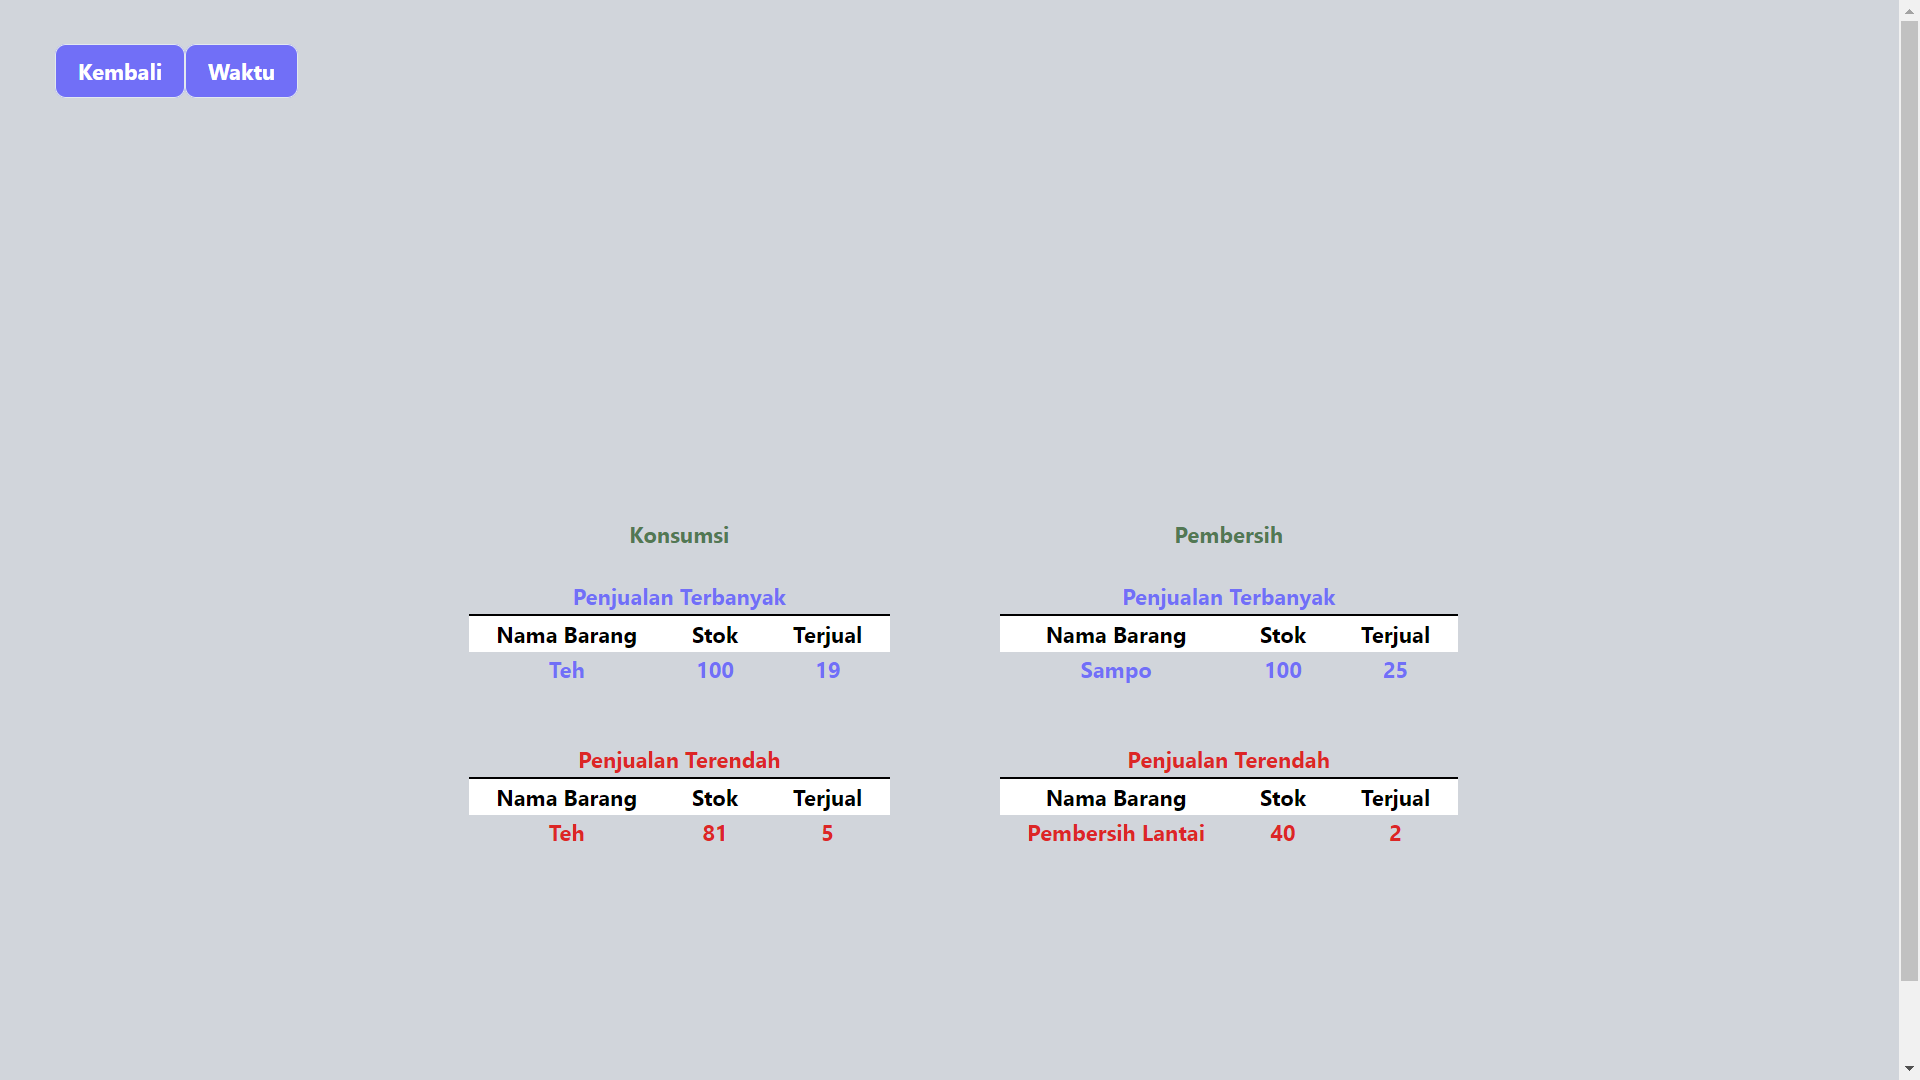 Kembali Waktu
Konsumsi
Penjualan Terbanyak
Nama Barang Stok Terjual
Teh 100 19
Penjualan Terendah
Nama Barang Stok Terjual
Teh 81 5
Pembersih
Penjualan Terbanyak
Nama Barang Stok Terjual
Sampo 100 25
Penjualan Terendah
Nama Barang Stok Terjual
Pembersih Lantai 40 2